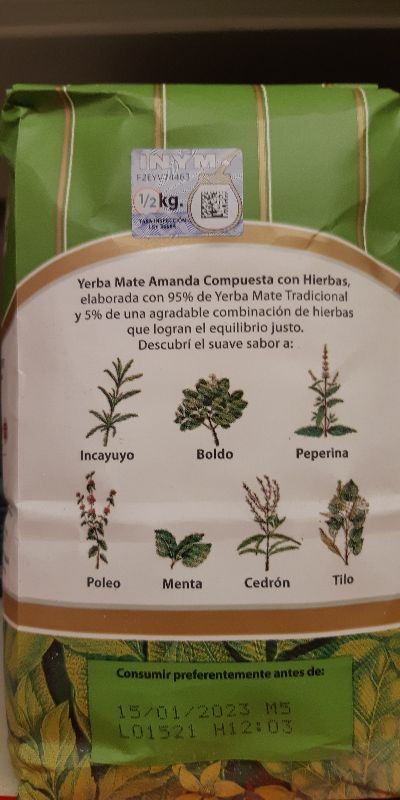 INYM
F2EYV74463
1/2 kg.
Yerba Mate Amanda Compuesta con Hierbas,
elaborada con 95% de Yerba Mate Tradicional
y 5% de una agradable combinación de hierbas
que logran el equilibrio justo.
Descubrí el suave sabor a:
Incayuyo Boldo Peperina
Poleo Menta Cedrón Tilo
Consumir preferentemente antes de:
15/01/2023 M5
L01521 H12:03